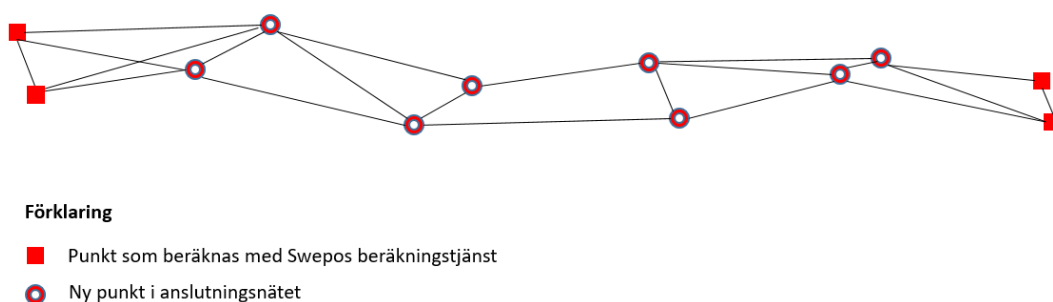 Förklaring
Punkt som beräknas med Swepos beräkningstjänst
Ny punkt i anslutningsnätet